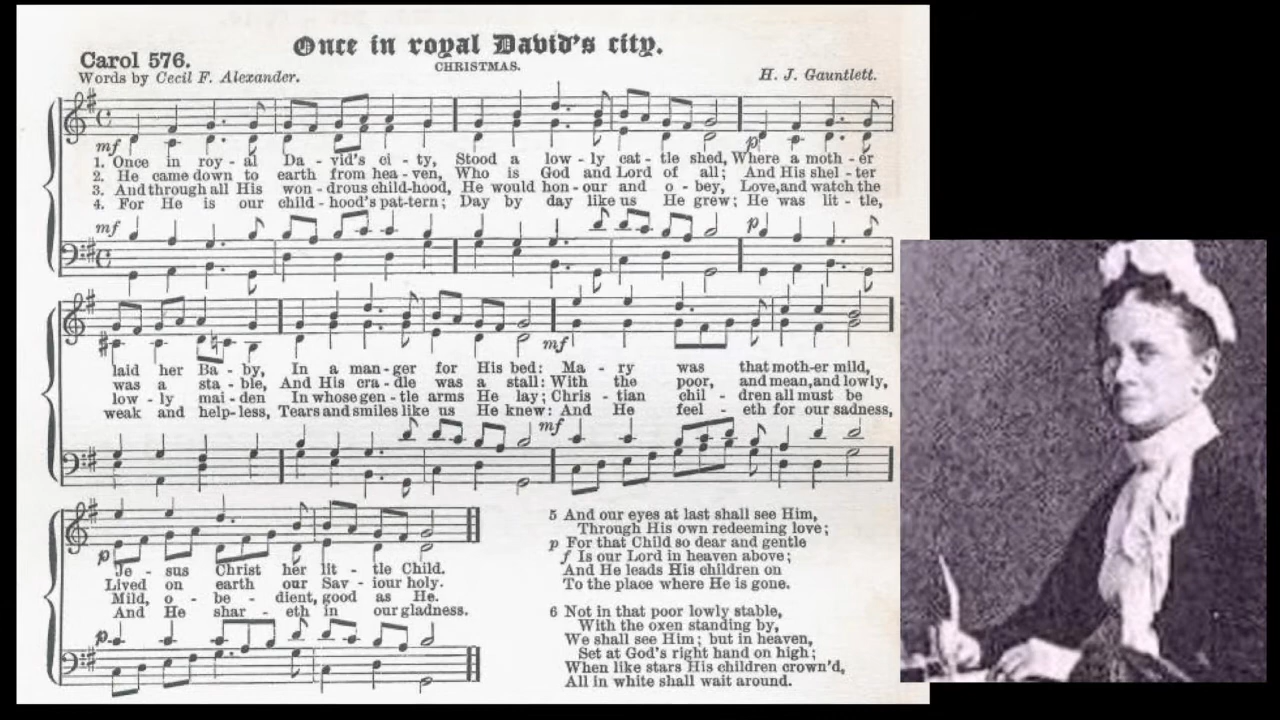 Once in royal David's city.
Carol 576.
CHRISTMAS.
Words by Cecil F. Alexander.
H. J. Gauntlett.
mf
p
1. Once in roy - al Da - vid's ci - ty, Stood a low - ly cat - tle shed, Where a moth - er
2. He came down to earth from hea - ven, Who is God and Lord of all; And His shel - ter
3. And through all His won - drous child-hood, He would hon - our and o - bey, Love, and watch the
4. For He is our child - hood's pat-tern; Day by day like us He grew; He was lit - tle,
mf
p
mf
laid her Ba - by, In a man - ger for His bed: Ma - ry was that moth-er mild,
was a sta - ble, And His cra - dle was a stall: With the poor, and mean, and lowly,
low - ly mai - den In whose gen - tle arms He lay; Chris - tian chil - dren all must be
weak and help-less, Tears and smiles like us He knew: And He feel - eth for our sadness,
mf
p
Je - sus Christ her lit - tle Child.
Lived on earth our Sav - iour holy.
Mild, o - be - dient, good as He.
And He shar - eth in our gladness.
p
5 And our eyes at last shall see Him,
Through His own redeeming love;
p For that Child so dear and gentle
f Is our Lord in heaven above;
And He leads His children on
To the place where He is gone.
6 Not in that poor lowly stable,
With the oxen standing by,
We shall see Him; but in heaven,
Set at God's right hand on high;
When like stars His children crown'd,
All in white shall wait around.